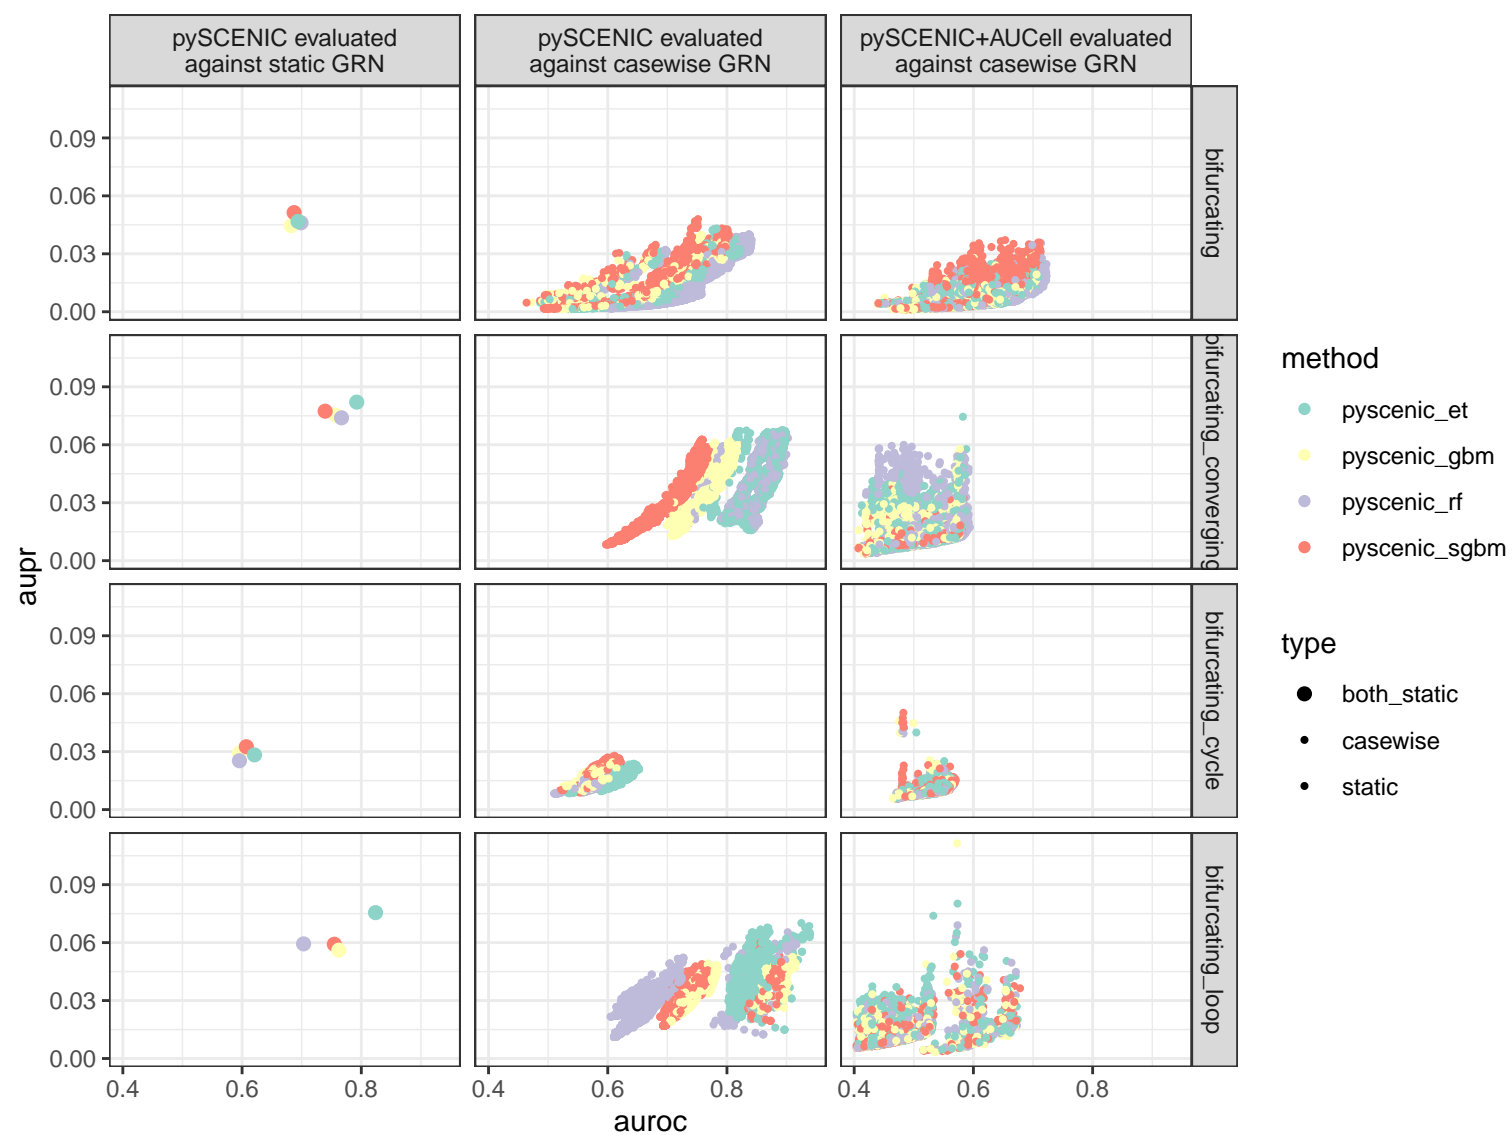 pySCENIC evaluated
against static GRN
pySCENIC evaluated
against casewise GRN
pySCENIC+AUCell evaluated
against casewise GRN
0.09
0.06
0.03
0.00
bifurcating
0.09
0.06
0.03
0.00
bifurcating_converging
0.09
0.06
0.03
0.00
bifurcating_cycle
0.09
0.06
0.03
0.00
bifurcating_loop
0.4
0.6
0.8
0.4
0.6
0.8
0.4
0.6
0.8
auroc
aupr
method
pyscenic_et
pyscenic_gbm
pyscenic_rf
pyscenic_sgbm
type
both_static
casewise
static